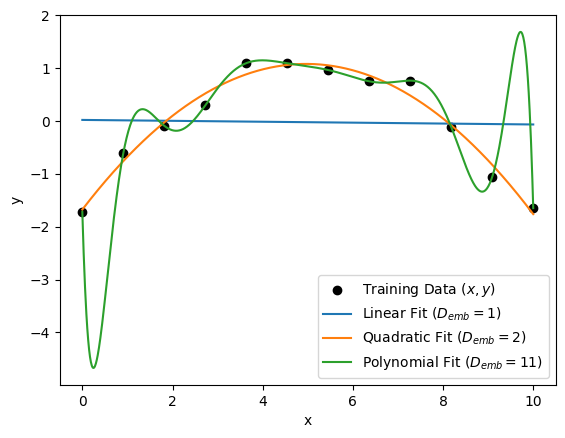 2
1
0
−1
−2
−3
−4
y
0
2
4
6
8
10
x
Training Data (x, y)
Linear Fit (D_emb = 1)
Quadratic Fit (D_emb = 2)
Polynomial Fit (D_emb = 11)